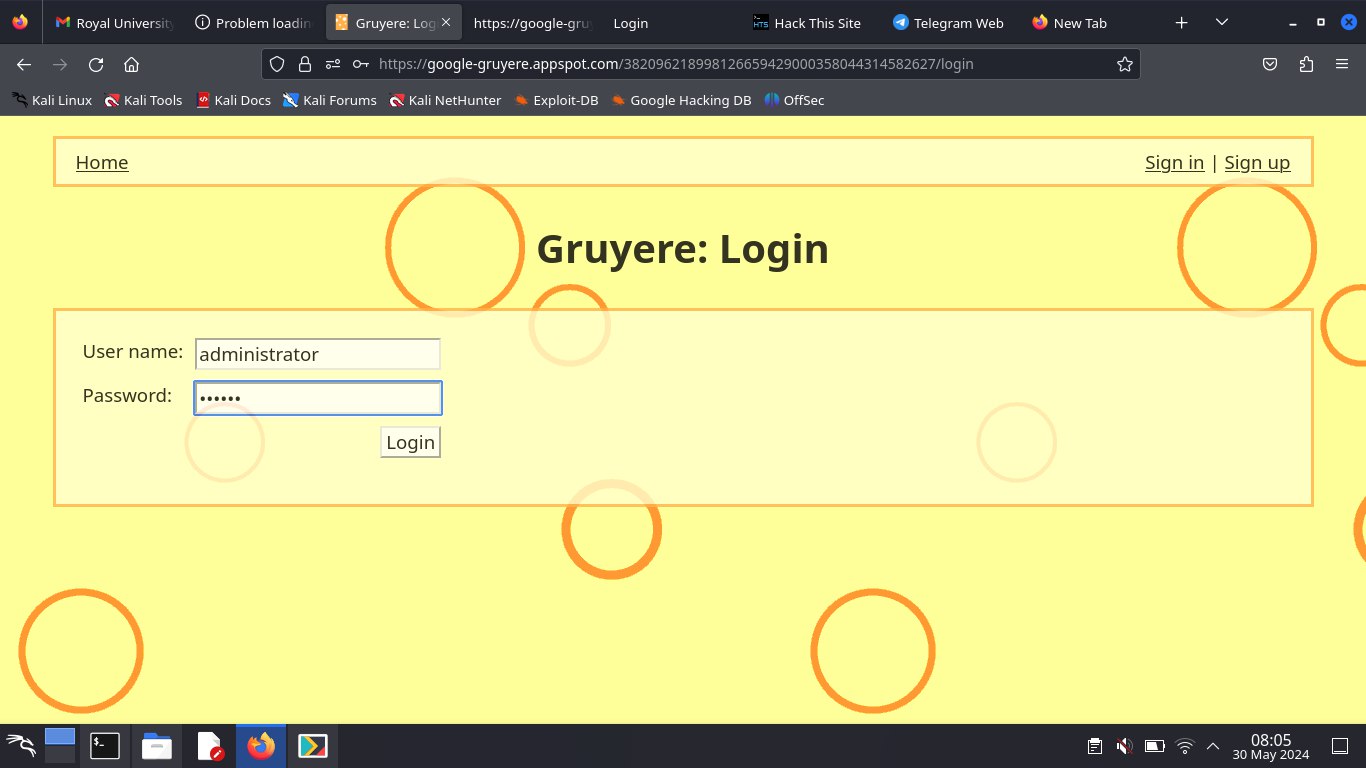 Royal University
Problem loadin
Gruyere: Log
https://google-gru
Login
Hack This Site
Telegram Web
New Tab
https://google-gruyere.appspot.com/382096218998126659429000358044314582627/login
Kali Linux
Kali Tools
Kali Docs
Kali Forums
Kali NetHunter
Exploit-DB
Google Hacking DB
OffSec
Home
Sign in | Sign up
Gruyere: Login
User name: administrator
Password: ••••••
Login
08:05
30 May 2024